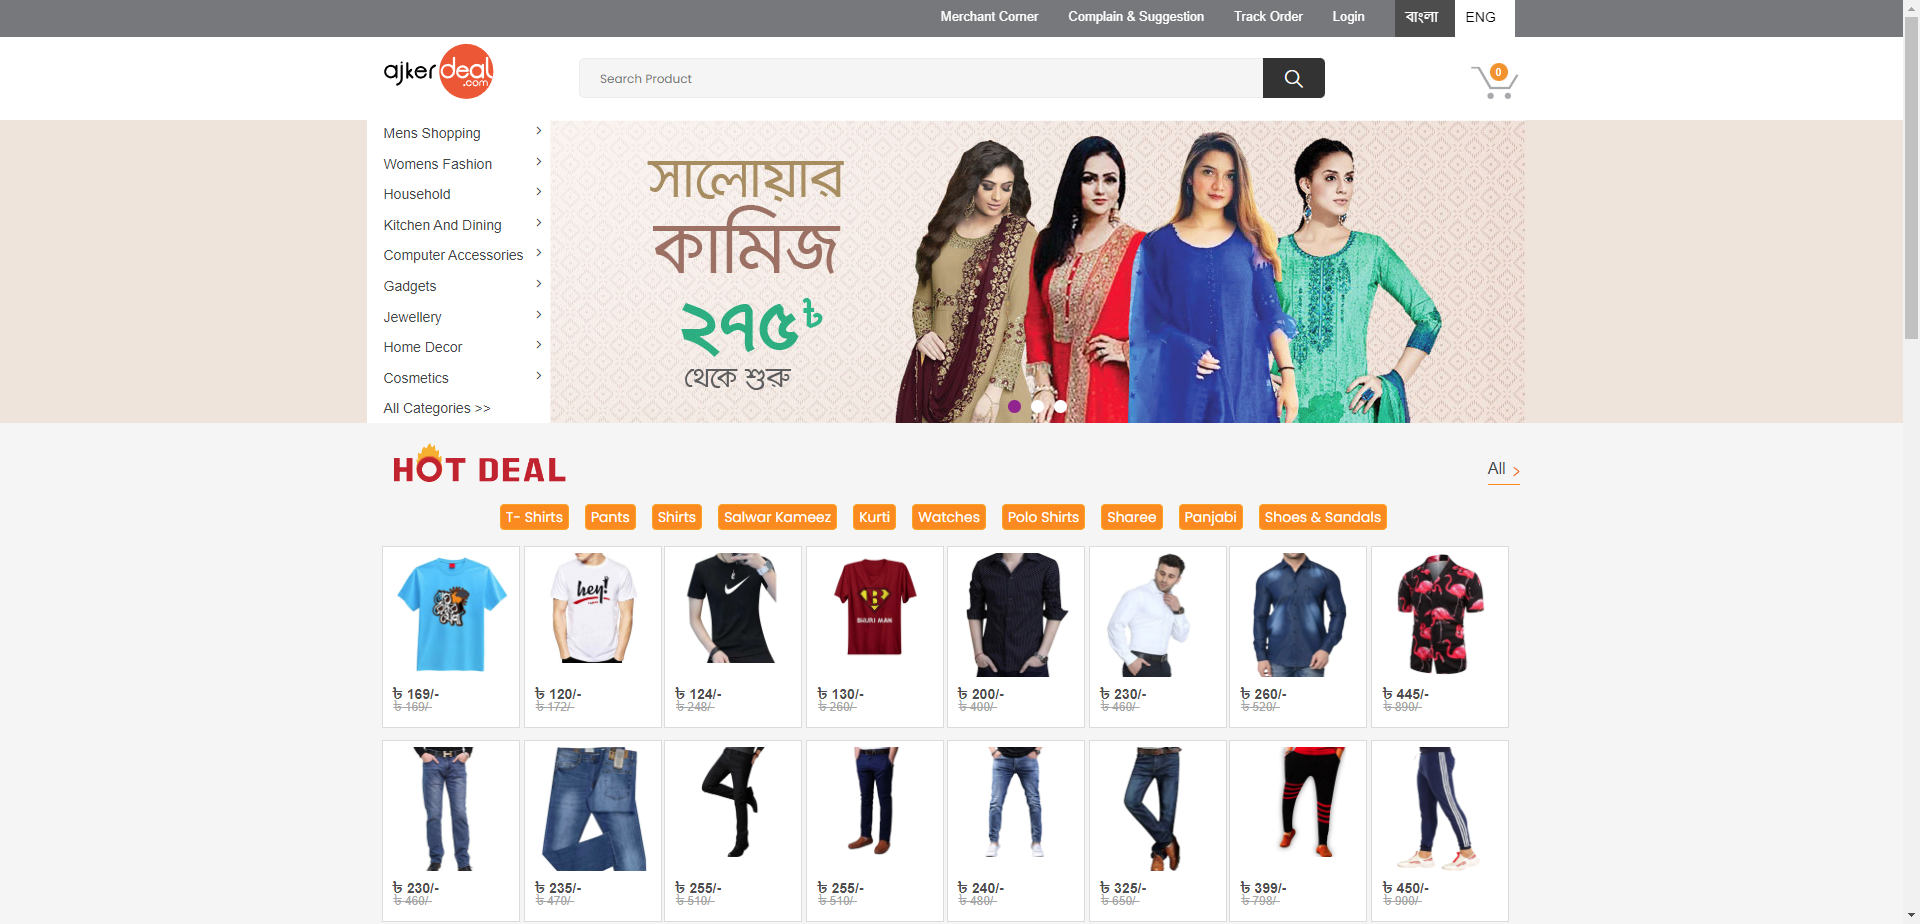 Merchant Corner Complain & Suggestion Track Order Login বাংলা ENG
ajkerdeal
.com
Search Product
0
Mens Shopping
Womens Fashion
Household
Kitchen And Dining
Computer Accessories
Gadgets
Jewellery
Home Decor
Cosmetics
All Categories >>
সালোয়ার
কামিজ
২৭৫৳
থেকে শুরু
HOT DEAL
All >
T- Shirts Pants Shirts Salwar Kameez Kurti Watches Polo Shirts Sharee Panjabi Shoes & Sandals
hey!
B
BHURI MAN
৳ 169/- ৳ 120/- ৳ 124/- ৳ 130/- ৳ 200/- ৳ 230/- ৳ 260/- ৳ 445/-
৳ 169/- ৳ 172/- ৳ 248/- ৳ 260/- ৳ 400/- ৳ 460/- ৳ 520/- ৳ 890/-
৳ 230/- ৳ 235/- ৳ 255/- ৳ 255/- ৳ 240/- ৳ 325/- ৳ 399/- ৳ 450/-
৳ 460/- ৳ 470/- ৳ 510/- ৳ 510/- ৳ 480/- ৳ 650/- ৳ 798/- ৳ 900/-